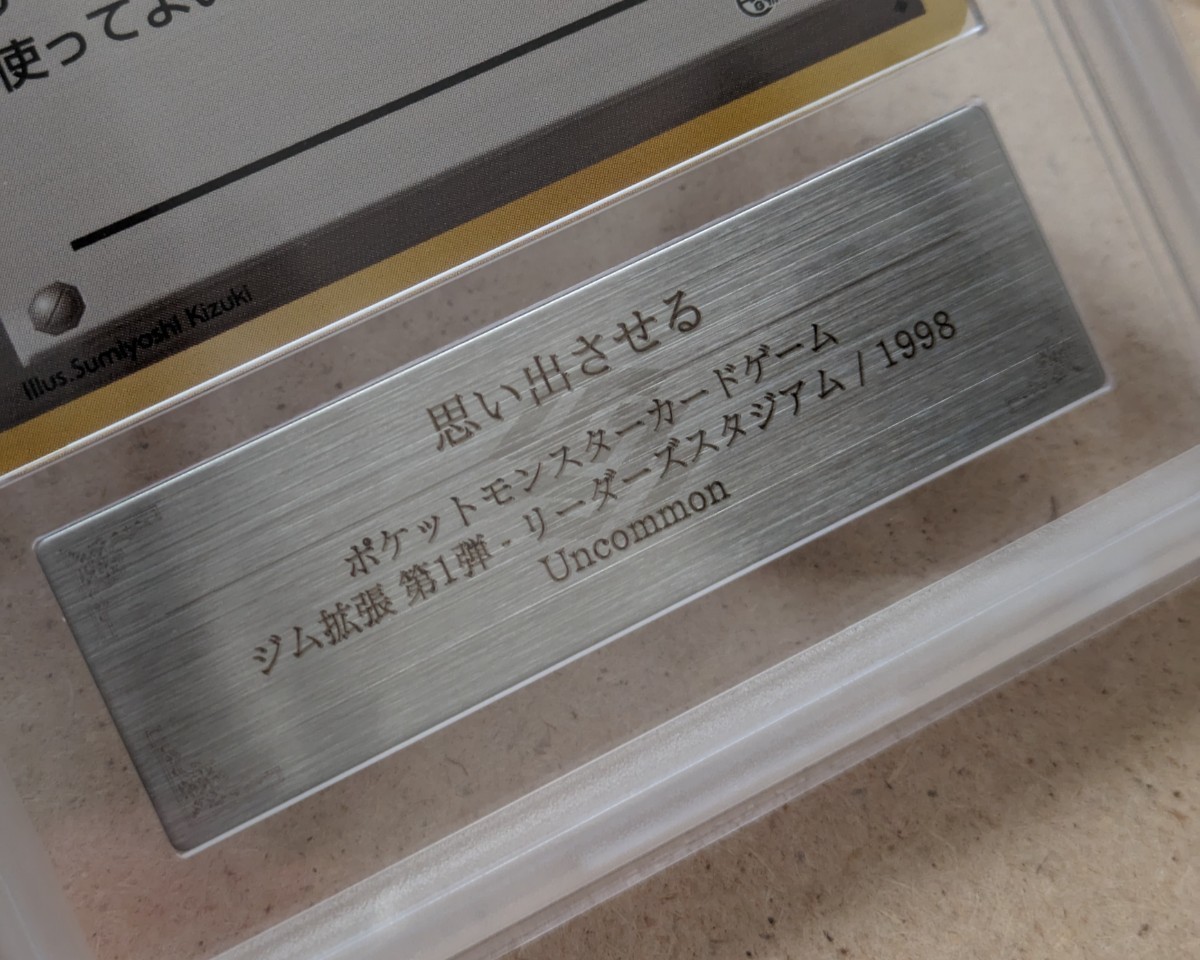 使ってよい
Illus. Sumiyoshi Kizuki
思い出させる
ポケットモンスターカードゲーム
ジム拡張 第1弾 - リーダーズスタジアム / 1998
Uncommon